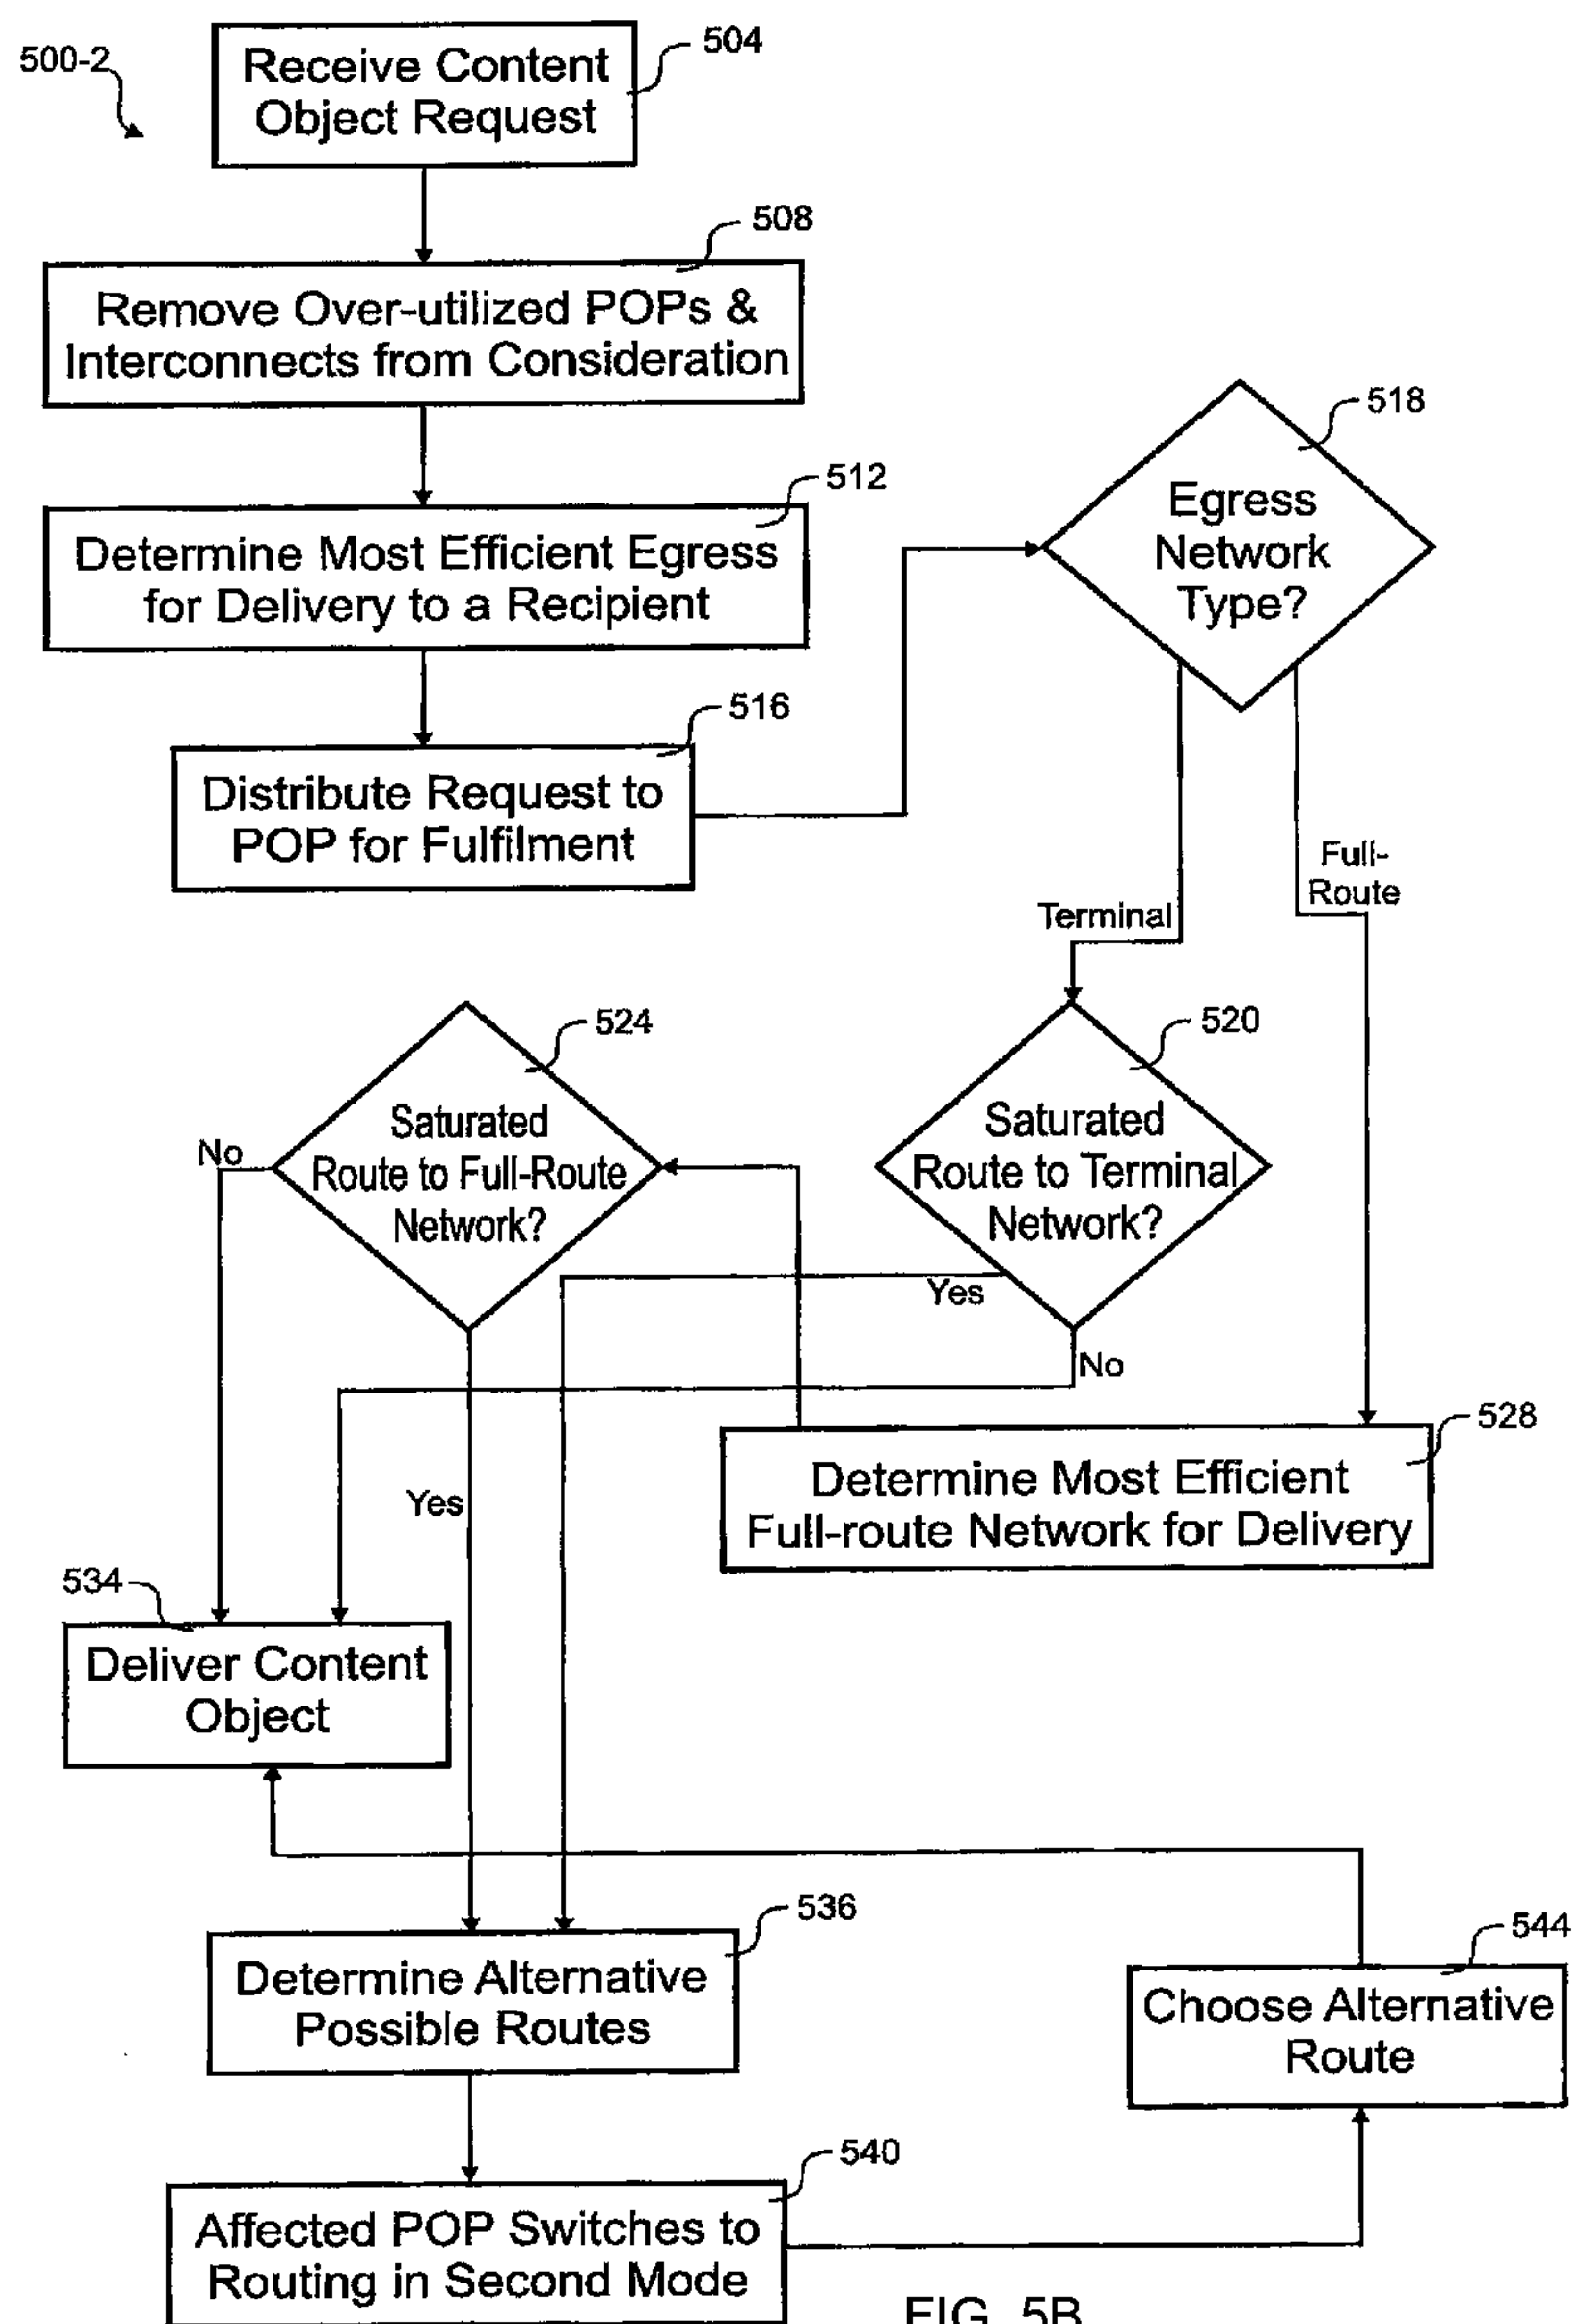 500-2
504
Receive Content
Object Request
508
Remove Over-utilized POPs &
Interconnects from Consideration
512
Determine Most Efficient Egress
for Delivery to a Recipient
516
Distribute Request to
POP for Fulfilment
518
Egress
Network
Type?
Terminal
Full-
Route
520
Saturated
Route to Terminal
Network?
Yes
No
524
Saturated
Route to Full-Route
Network?
No
Yes
528
Determine Most Efficient
Full-route Network for Delivery
534
Deliver Content
Object
536
Determine Alternative
Possible Routes
540
Affected POP Switches to
Routing in Second Mode
544
Choose Alternative
Route
FIG. 5B